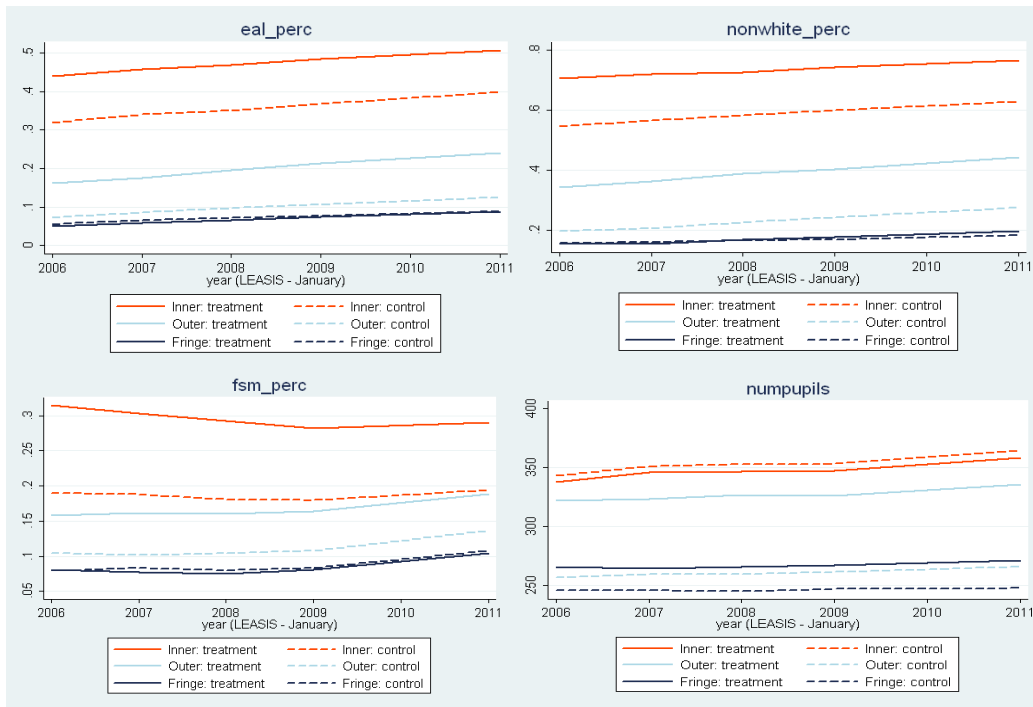 eal_perc
.5
.4
.3
.2
.1
0
2006 2007 2008 2009 2010 2011
year (LEASIS - January)
Inner: treatment Inner: control
Outer: treatment Outer: control
Fringe: treatment Fringe: control
nonwhite_perc
.8
.6
.4
.2
2006 2007 2008 2009 2010 2011
year (LEASIS - January)
Inner: treatment Inner: control
Outer: treatment Outer: control
Fringe: treatment Fringe: control
fsm_perc
.3
.25
.2
.15
.1
.05
2006 2007 2008 2009 2010 2011
year (LEASIS - January)
Inner: treatment Inner: control
Outer: treatment Outer: control
Fringe: treatment Fringe: control
numpupils
400
350
300
250
2006 2007 2008 2009 2010 2011
year (LEASIS - January)
Inner: treatment Inner: control
Outer: treatment Outer: control
Fringe: treatment Fringe: control